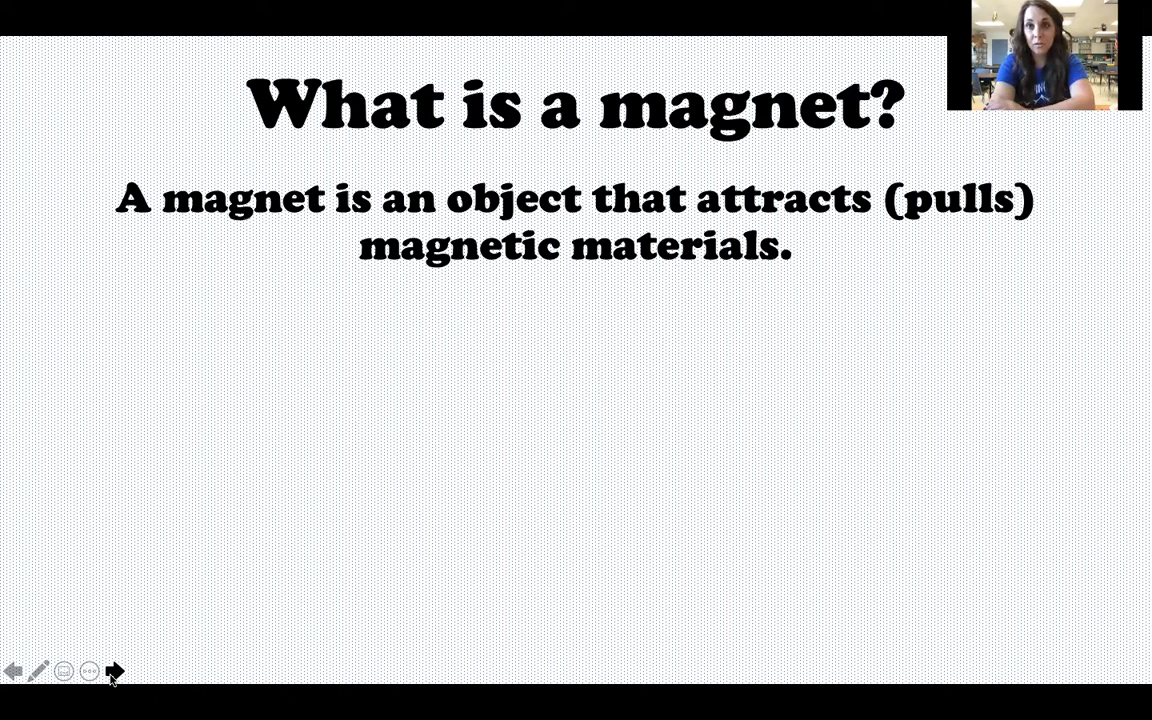 What is a magnet?
A magnet is an object that attracts (pulls)
magnetic materials.